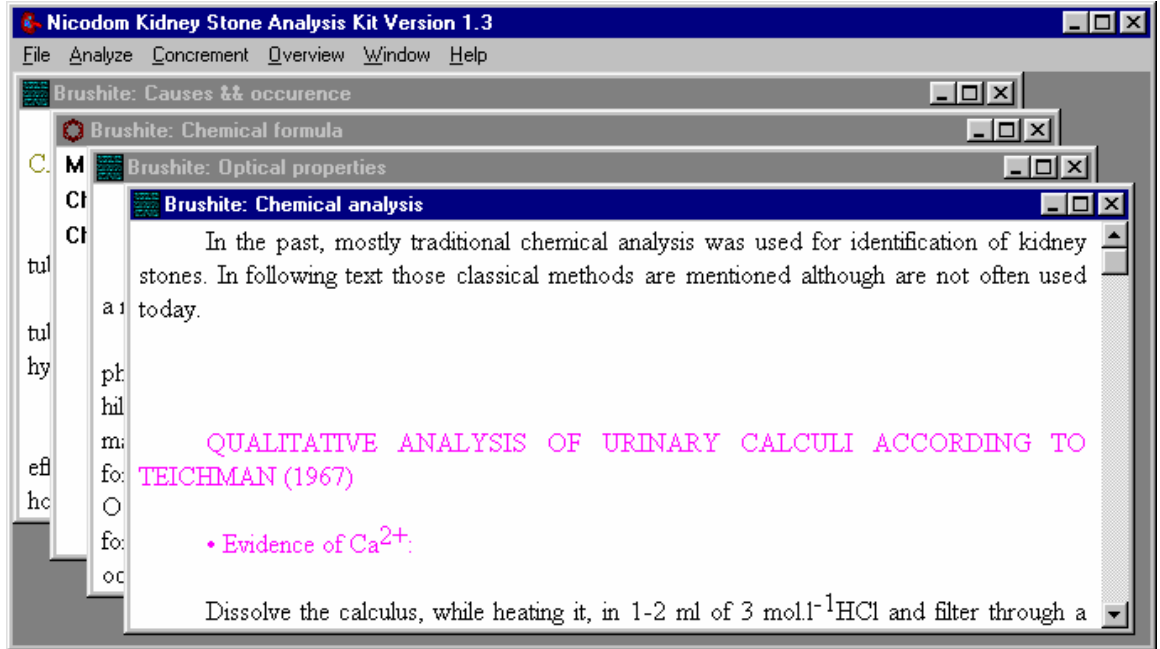 Nicodom Kidney Stone Analysis Kit Version 1.3
File Analyze Concrement Overview Window Help
Brushite: Causes && occurence
Brushite: Chemical formula
Brushite: Optical properties
Brushite: Chemical analysis
In the past, mostly traditional chemical analysis was used for identification of kidney
stones. In following text those classical methods are mentioned although are not often used
today.
QUALITATIVE ANALYSIS OF URINARY CALCULI ACCORDING TO
TEICHMAN (1967)
• Evidence of Ca2+:
Dissolve the calculus, while heating it, in 1-2 ml of 3 mol.l-1HCl and filter through a